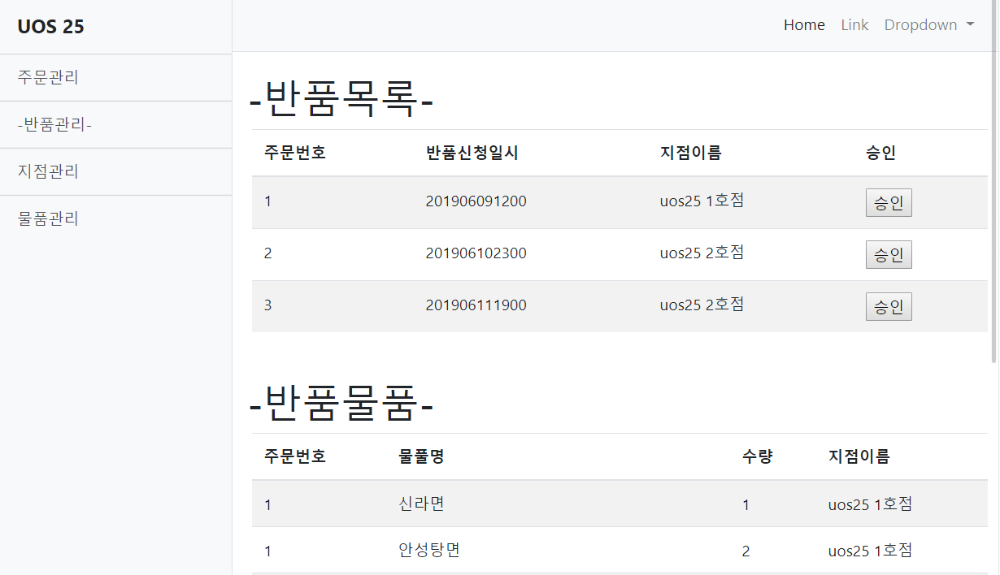 UOS 25
Home Link Dropdown
주문관리
-반품관리-
지점관리
물품관리
-반품목록-
주문번호 반품신청일시 지점이름 승인
1 201906091200 uos25 1호점 승인
2 201906102300 uos25 2호점 승인
3 201906111900 uos25 2호점 승인
-반품물품-
주문번호 물풀명 수량 지점이름
1 신라면 1 uos25 1호점
1 안성탕면 2 uos25 1호점